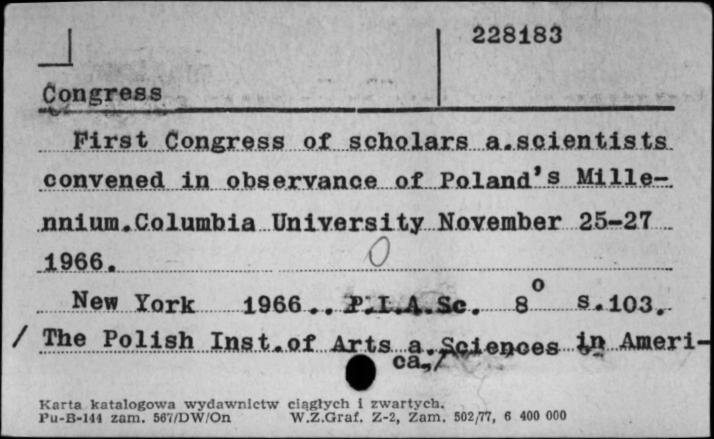 228183
Congress
First Congress of scholars a.scientists
convened in observance of Poland's Mille-
nnium.Columbia University November 25-27
1966.
0
New York 1966.. P.I.A.Sc. 8o s.103.
/ The Polish Inst.of Arts a.Sciences in Ameri-
ca,/
Karta katalogowa wydawnictw ciągłych i zwartych.
Pu-B-144 zam. 567/DW/On W.Z.Graf. Z-2, Zam. 502/77, 6 400 000